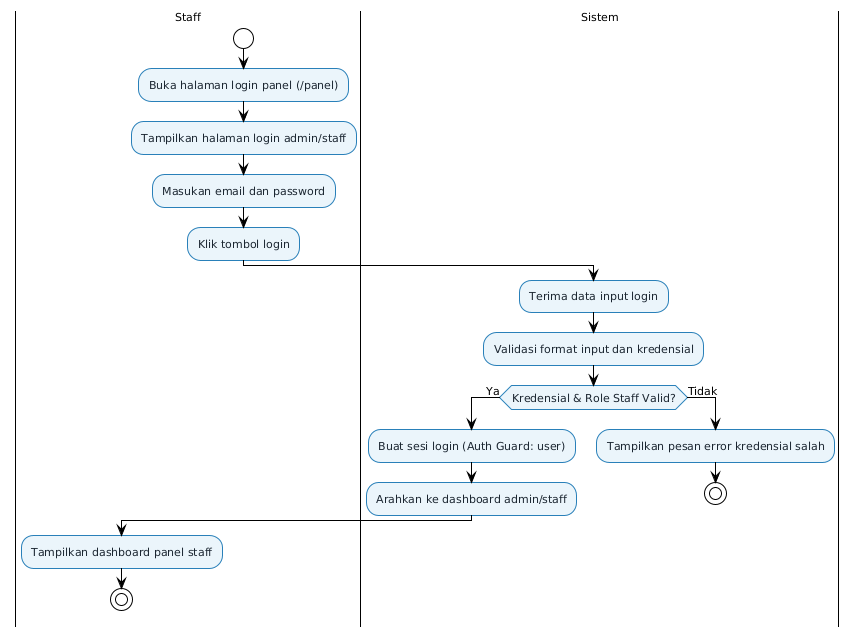 Staff
Sistem
Buka halaman login panel (/panel)
Tampilkan halaman login admin/staff
Masukan email dan password
Klik tombol login
Terima data input login
Validasi format input dan kredensial
Kredensial & Role Staff Valid?
Ya
Tidak
Buat sesi login (Auth Guard: user)
Tampilkan pesan error kredensial salah
Arahkan ke dashboard admin/staff
Tampilkan dashboard panel staff